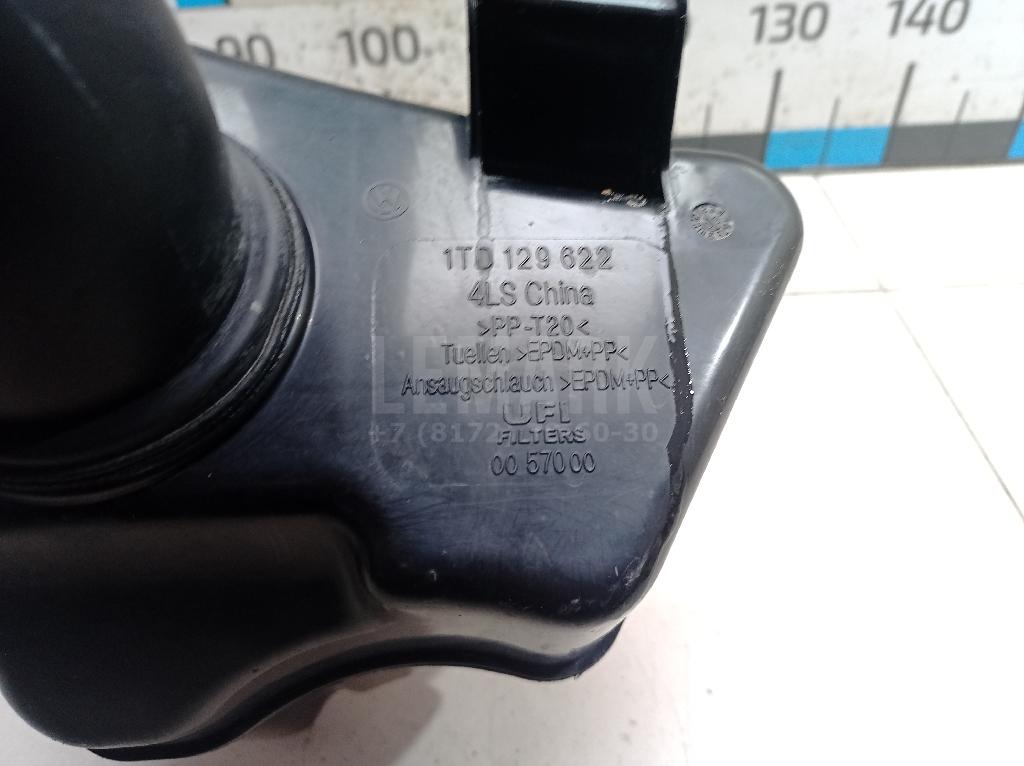 90 100 130 140
1TD 129 622
4LS China
>PP-T20<
Tuellen >EPDM+PP<
Ansaugschlauch >EPDM+PP<
UFI
FILTERS
00 570 00